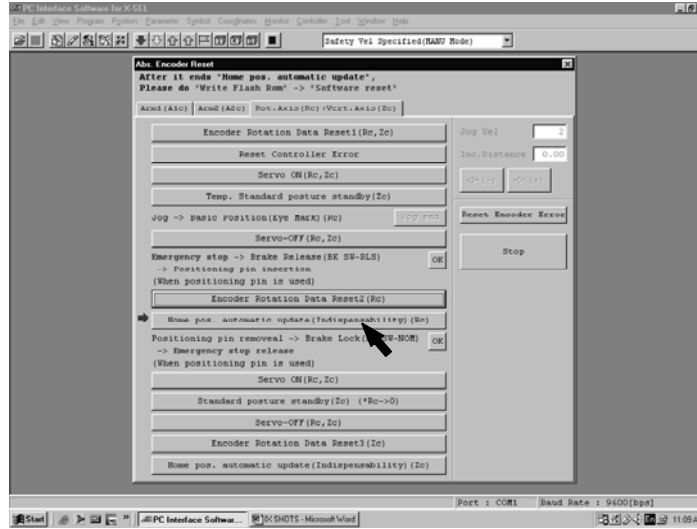 PC Interface Software for X-SEL
File Edit View Program Position Parameter Symbol Coordinates Monitor Controller Tool Window Help
Safety Vel Specified(MANU Mode)
Abs. Encoder Reset
After it ends "Home pos. automatic update",
Please do "Write Flash Rom" -> "Software reset"
Arm1(A1c) Arm2(A2c) Rot.Axis(Rc)+Vert.Axis(Zc)
Encoder Rotation Data Reset1(Rc,Zc)
Jog Vel 2
Reset Controller Error
Inc.Distance 0.00
Servo ON(Rc,Zc)
Temp. Standard posture standby(Zc)
Jog -> Basic Position(Eye Mark)(Rc) Jog end
Reset Encoder Error
Servo-OFF(Rc,Zc)
Stop
Emergency stop -> Brake Release(BK SW-RLS)
-> Positioning pin insertion
(When positioning pin is used)
OK
Encoder Rotation Data Reset2(Rc)
Home pos. automatic update(Indispensability)(Rc)
Positioning pin removeal -> Brake Lock( SW-NOM)
-> Emergency stop release
(When positioning pin is used)
OK
Servo ON(Rc,Zc)
Standard posture standby(Zc) (*Rc->0)
Servo-OFF(Rc,Zc)
Encoder Rotation Data Reset3(Zc)
Home pos. automatic update(Indispensability)(Zc)
Port : COM1 Baud Rate : 9600[bps]
Start PC Interface Softwar... IX SHOTS - Microsoft Word 11:09